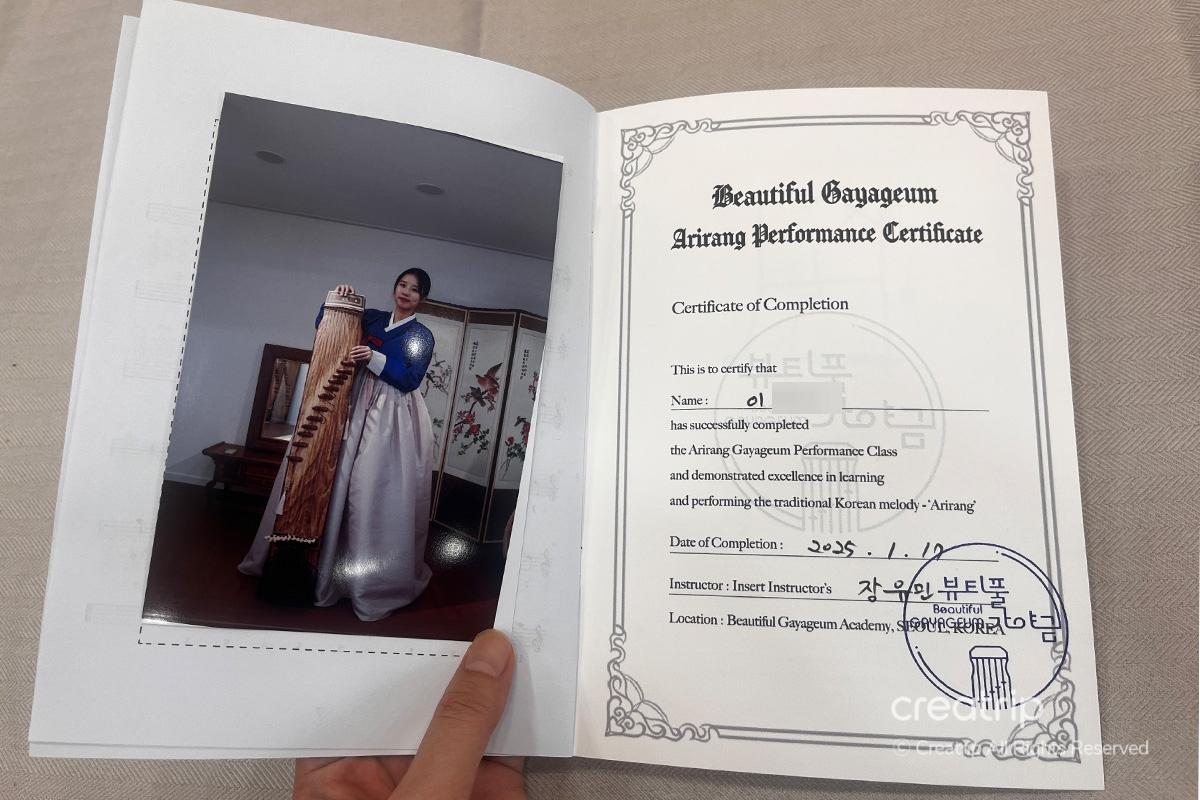 Beautiful Gayageum
Arirang Performance Certificate
Certificate of Completion
This is to certify that
Name : 이
has successfully completed
the Arirang Gayageum Performance Class
and demonstrated excellence in learning
and performing the traditional Korean melody - ‘Arirang’
Date of Completion : 2025 . 1 . 17
Instructor : Insert Instructor's 장유민
Location : Beautiful Gayageum Academy, SEOUL, KOREA
뷰티풀
Beautiful
GAYAGEUM 가야금
creatrip
© Creatrip All Rights Reserved